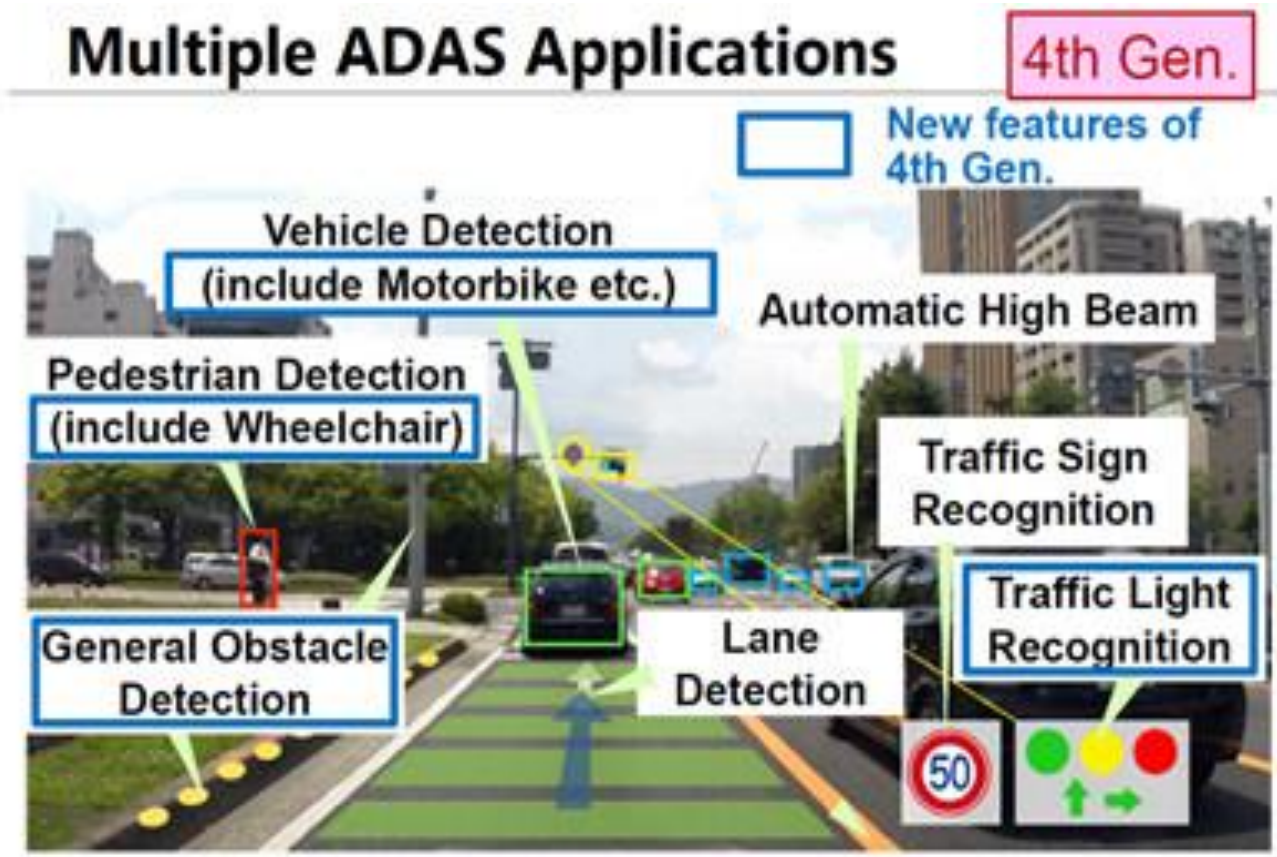 Multiple ADAS Applications
4th Gen.
New features of
4th Gen.
Vehicle Detection
(include Motorbike etc.)
Automatic High Beam
Pedestrian Detection
(include Wheelchair)
Traffic Sign
Recognition
Traffic Light
Recognition
General Obstacle
Detection
Lane
Detection
50